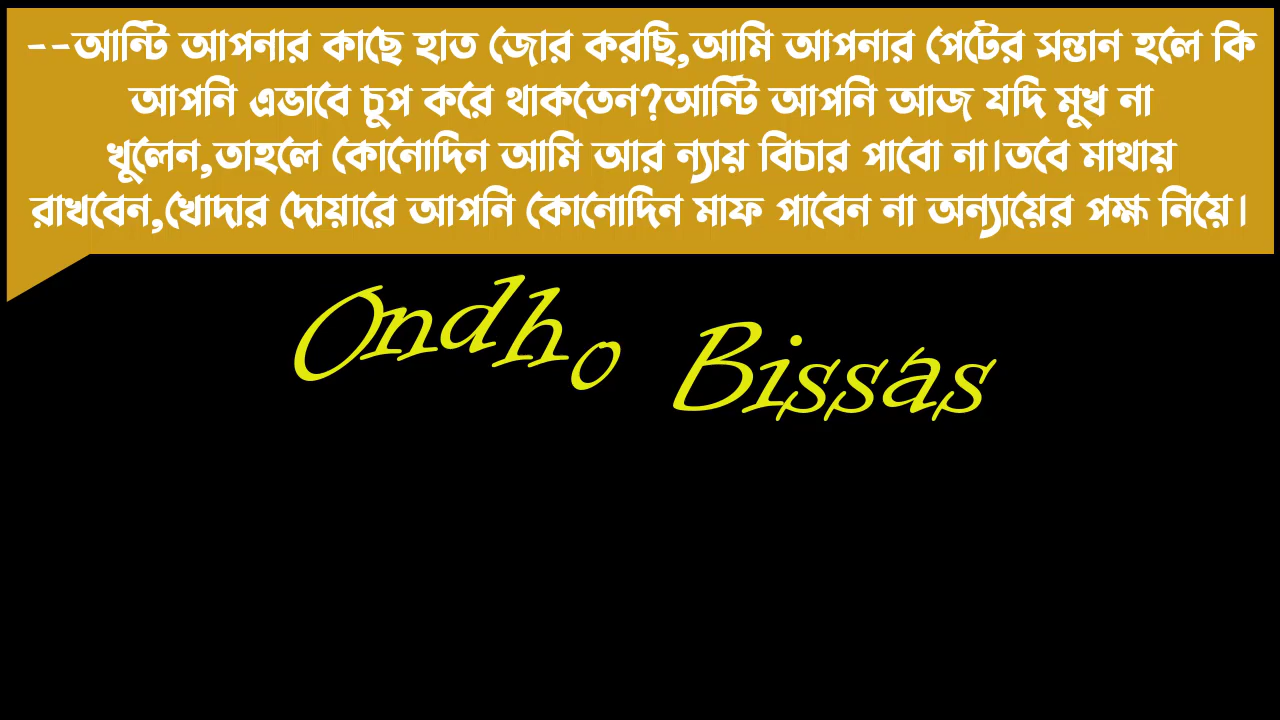 --আন্টি আপনার কাছে হাত জোর করছি,আমি আপনার পেটের সন্তান হলে কি
আপনি এভাবে চুপ করে থাকতেন?আন্টি আপনি আজ যদি মুখ না
খুলেন,তাহলে কোনোদিন আমি আর ন্যায় বিচার পাবো না।তবে মাথায়
রাখবেন,খোদার দোয়ারে আপনি কোনোদিন মাফ পাবেন না অন্যায়ের পক্ষ নিয়ে।
Ondho Bissas